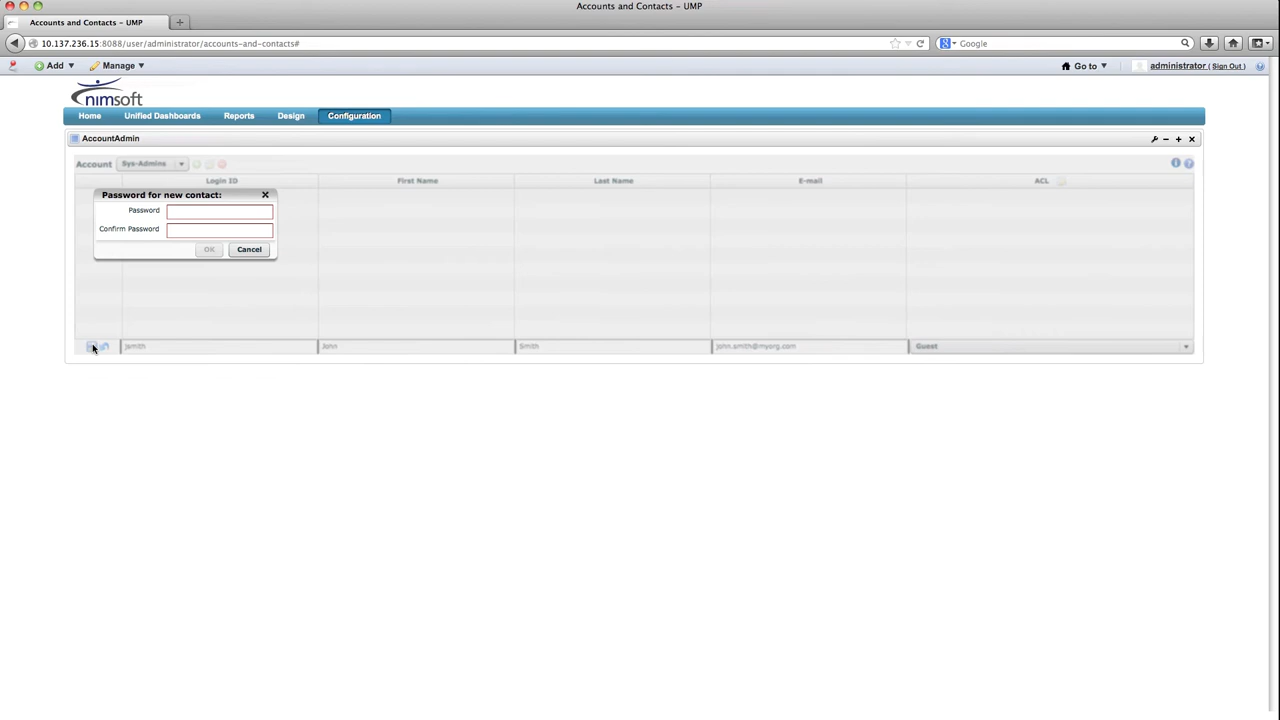 Accounts and Contacts – UMP
Accounts and Contacts – UMP
10.137.236.15:8088/user/administrator/accounts-and-contacts#
Google
Add Manage Go to administrator ( Sign Out )
nimsoft
Home Unified Dashboards Reports Design Configuration
AccountAdmin
Account Sys-Admins
Login ID First Name Last Name E-mail ACL
Password for new contact:
Password
Confirm Password
OK Cancel
jsmith John Smith john.smith@myorg.com Guest